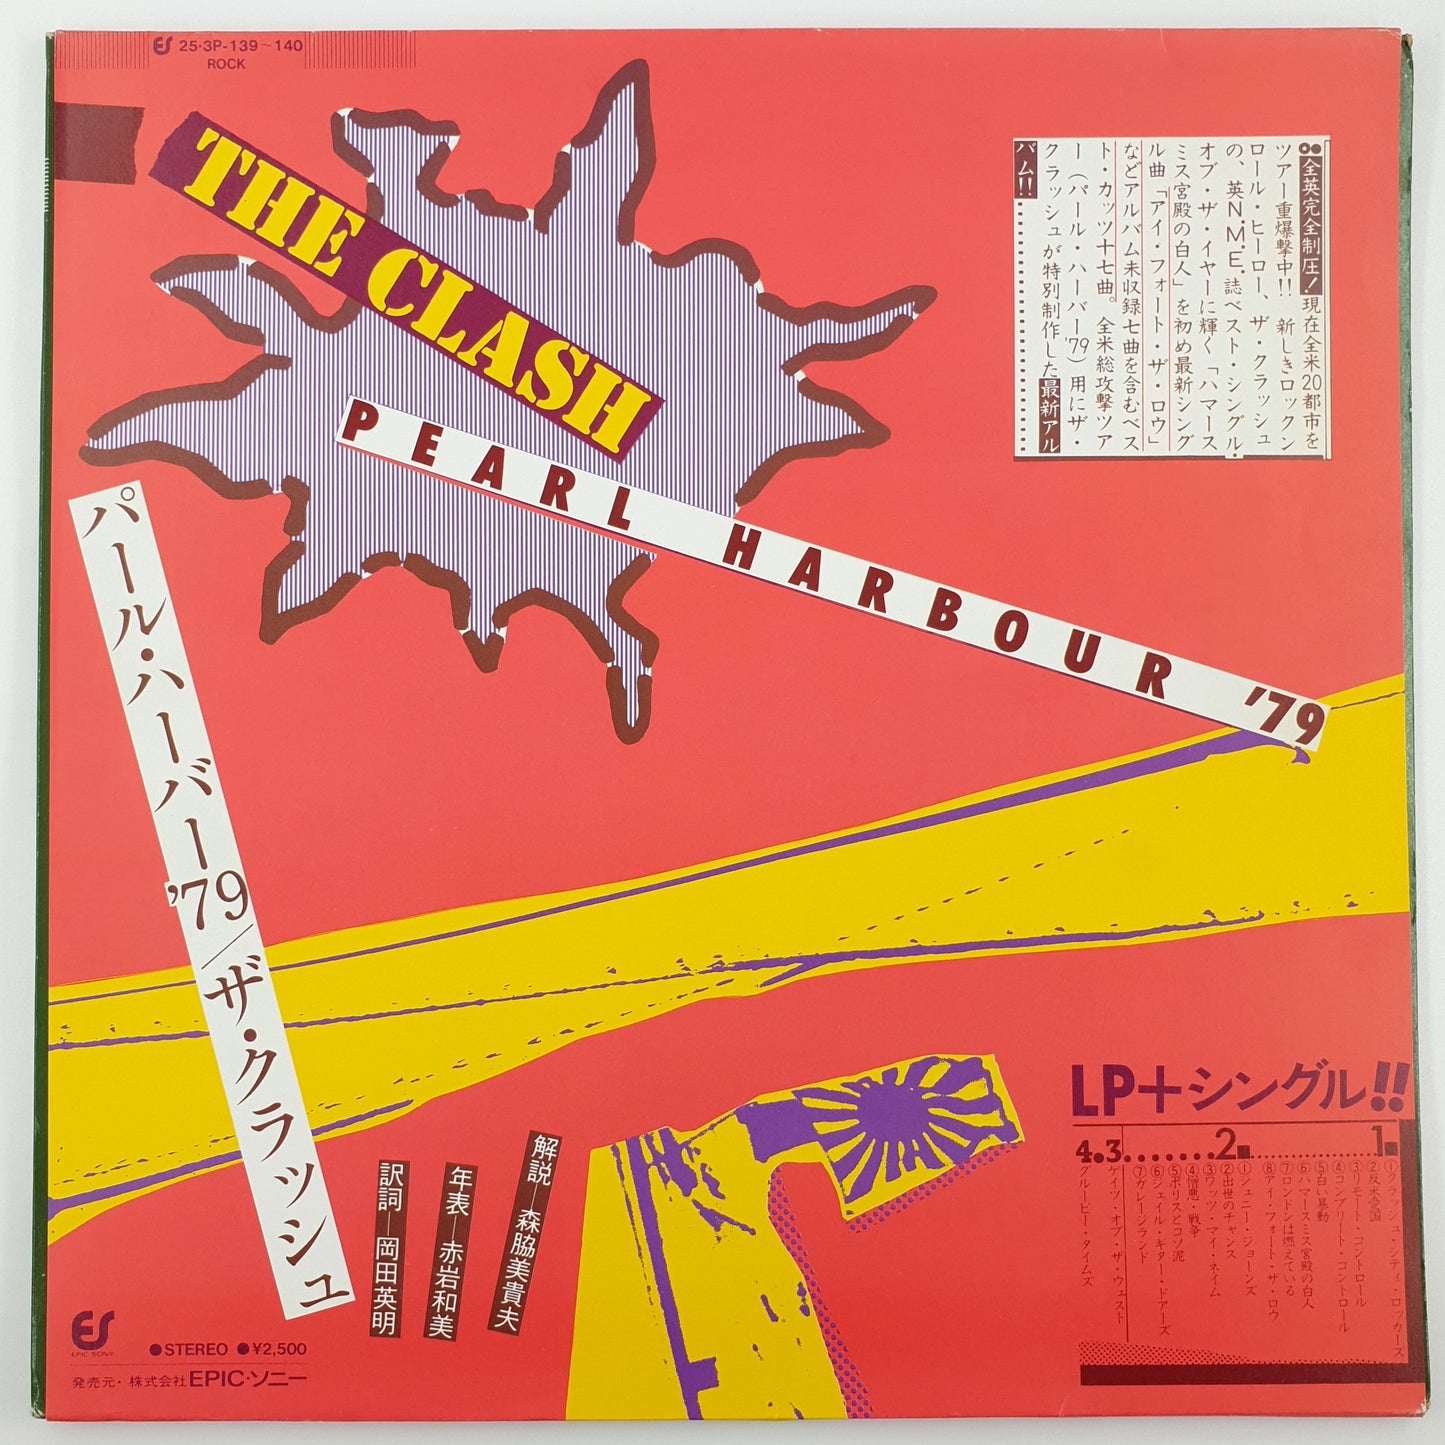 ES 25·3P-139〜140
ROCK
THE CLASH
PEARL HARBOUR '79
全英完全制圧！現在全米20都市を
ツアー重爆撃中!! 新しきロックン
ロール・ヒーロー、ザ・クラッシュ
の、英N.M.E.誌ベスト・シングル・
オブ・ザ・イヤーに輝く「ハマース
ミス宮殿の白人」を初め最新シング
ル曲「アイ・フォート・ザ・ロウ」
などアルバム未収録七曲を含むベス
ト・カッツ十七曲。 全米総攻撃ツア
ー(パール・ハーバー'79)用にザ・
クラッシュが特別制作した最新アル
バム!!
パール・ハーバー'79／ザ・クラッシュ
解説—森脇美貴夫
年表—赤岩和美
訳詞—岡田英明
LP+シングル!!
1
①クラッシュ・シティ・ロッカース
②反米帝国
③リモート・コントロール
④コンプリート・コントロール
⑤白い暴動
⑥ハマースミス宮殿の白人
⑦ロンドンは燃えている
⑧アイ・フォート・ザ・ロウ
2
①ジェニー・ジョーンズ
②出世のチャンス
③ワッツ・マイ・ネイム
④憎悪・戦争
⑤ポリスとコソ泥
⑥ジェイル・ギター・ドアーズ
⑦ガレージランド
3
ゲイツ・オブ・ザ・ウェスト
4
グルーピー・タイムズ
ES
EPIC SONY
●STEREO ●¥2,500
発売元・株式会社EPIC・ソニー